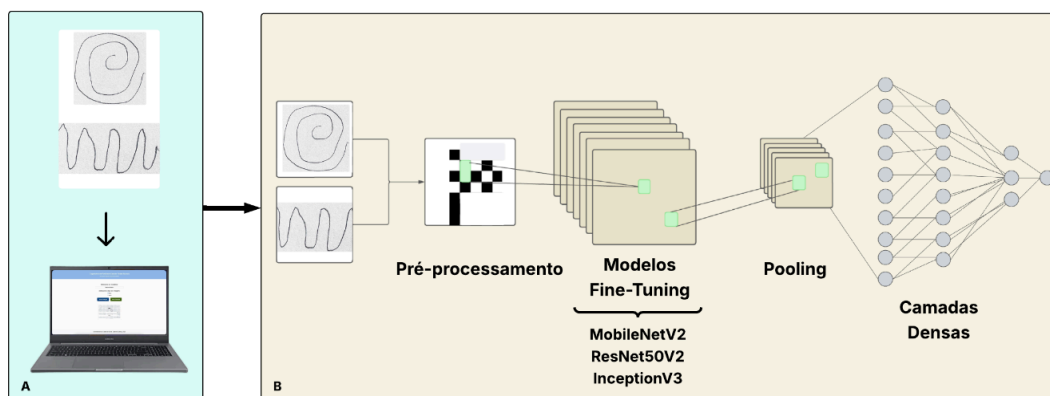 A
B
Pré-processamento
Modelos
Fine-Tuning
MobileNetV2
ResNet50V2
InceptionV3
Pooling
Camadas
Densas